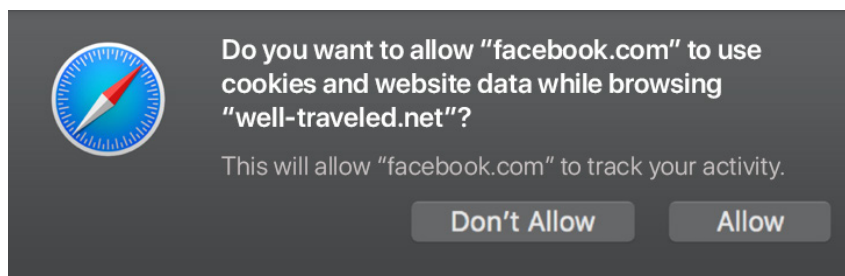 Do you want to allow “facebook.com” to use
cookies and website data while browsing
“well-traveled.net”?
This will allow “facebook.com” to track your activity.
Don't Allow
Allow